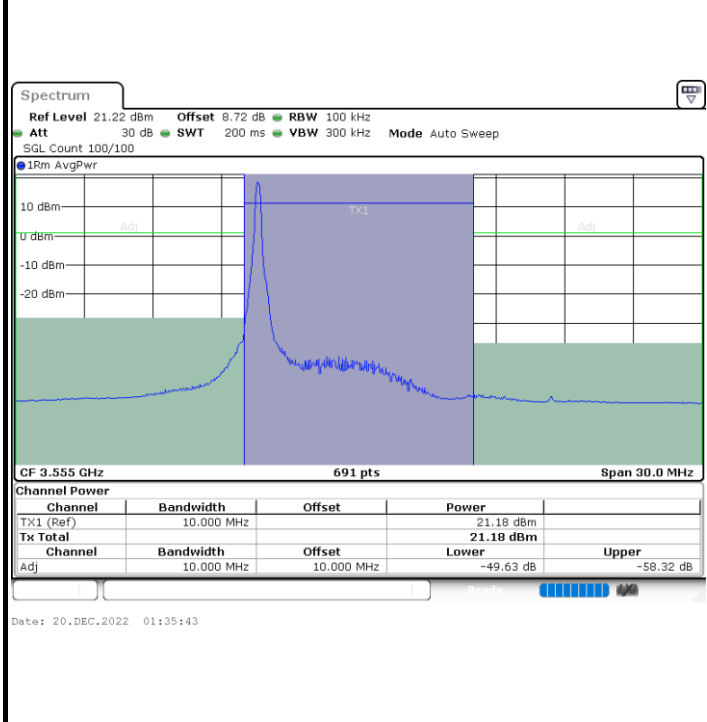 Spectrum
Ref Level 21.22 dBm Offset 8.72 dB RBW 100 kHz
Att 30 dB SWT 200 ms VBW 300 kHz Mode Auto Sweep
SGL Count 100/100
1Rm AvgPwr
10 dBm
TX1
Adj
Adj
0 dBm
-10 dBm
-20 dBm
CF 3.555 GHz 691 pts Span 30.0 MHz
Channel Power
Channel Bandwidth Offset Power
TX1 (Ref) 10.000 MHz 21.18 dBm
Tx Total 21.18 dBm
Channel Bandwidth Offset Lower Upper
Adj 10.000 MHz 10.000 MHz -49.63 dB -58.32 dB
Ready
Date: 20.DEC.2022 01:35:43